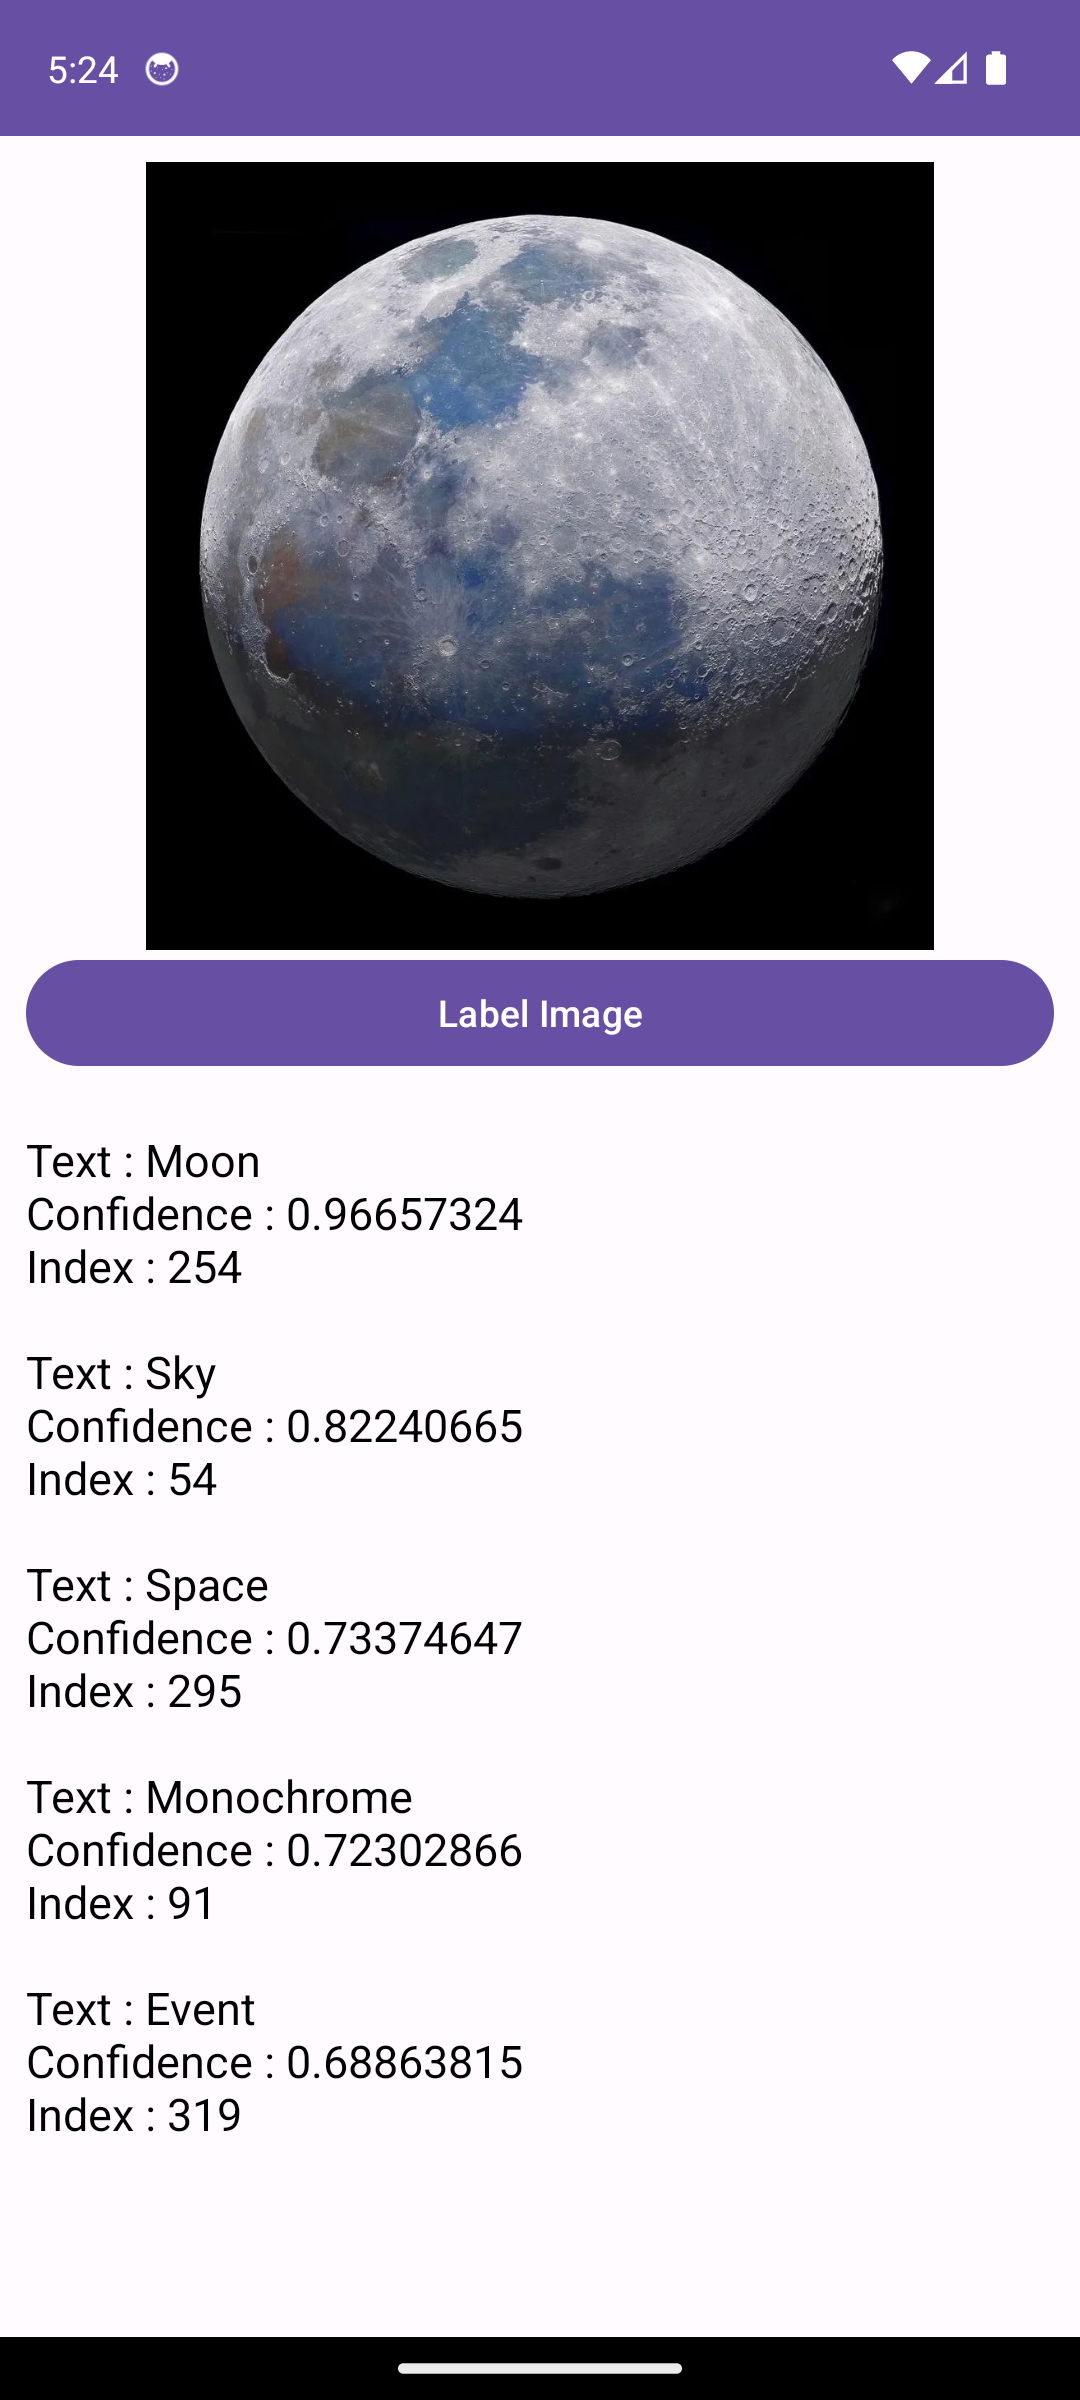 5:24
Label Image
Text : Moon
Confidence : 0.96657324
Index : 254
Text : Sky
Confidence : 0.82240665
Index : 54
Text : Space
Confidence : 0.73374647
Index : 295
Text : Monochrome
Confidence : 0.72302866
Index : 91
Text : Event
Confidence : 0.68863815
Index : 319